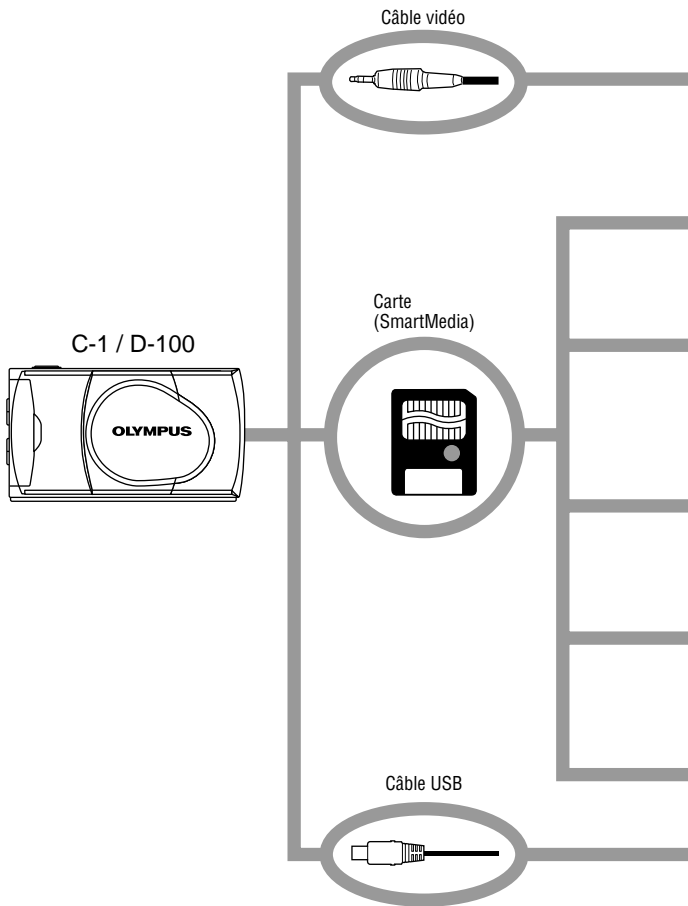 Câble vidéo
Carte
(SmartMedia)
C-1 / D-100
OLYMPUS
Câble USB